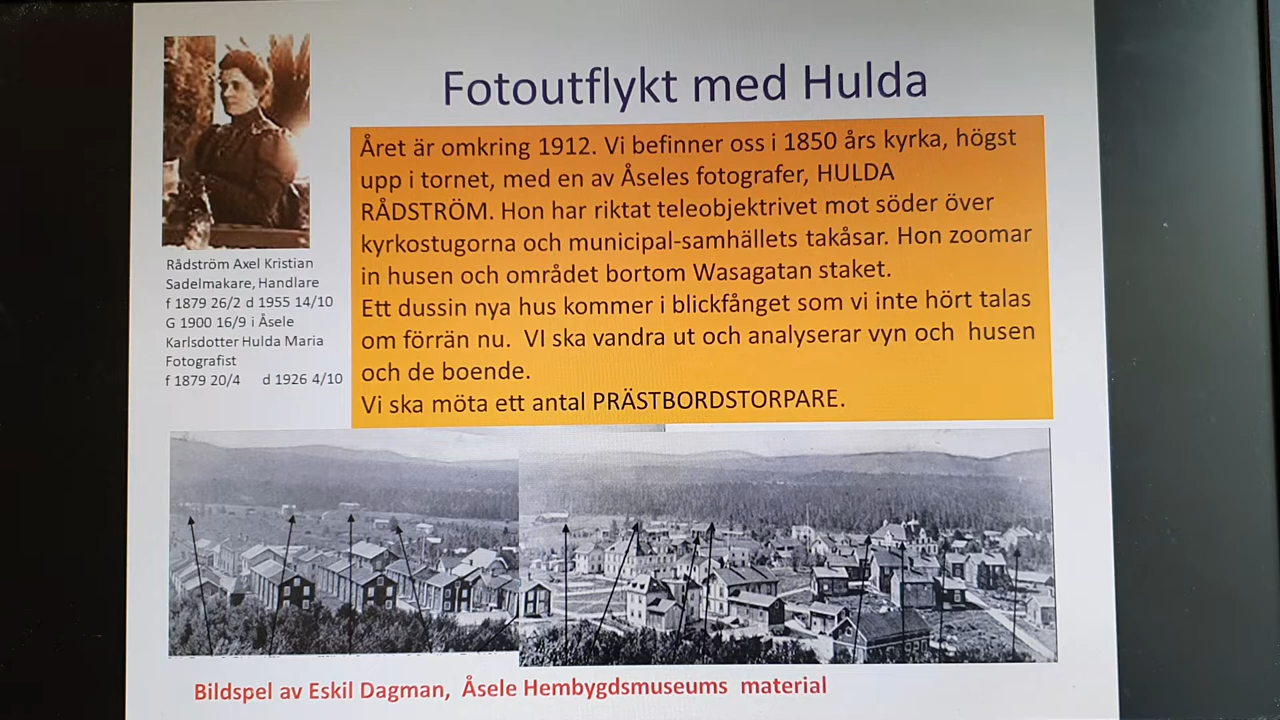 Fotoutflykt med Hulda
Året är omkring 1912. Vi befinner oss i 1850 års kyrka, högst
upp i tornet, med en av Åseles fotografer, HULDA
RÅDSTRÖM. Hon har riktat teleobjektrivet mot söder över
kyrkostugorna och municipal-samhällets takåsar. Hon zoomar
in husen och området bortom Wasagatan staket.
Ett dussin nya hus kommer i blickfånget som vi inte hört talas
om förrän nu.  VI ska vandra ut och analyserar vyn och  husen
och de boende.
Vi ska möta ett antal PRÄSTBORDSTORPARE.
Rådström Axel Kristian
Sadelmakare, Handlare
f 1879 26/2 d 1955 14/10
G 1900 16/9 i Åsele
Karlsdotter Hulda Maria
Fotografist
f 1879 20/4     d 1926 4/10
Bildspel av Eskil Dagman,  Åsele Hembygdsmuseums  material